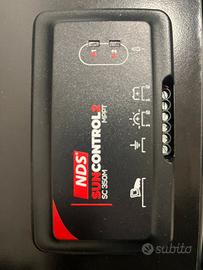 NDS
SUNCONTROL2
MPPT
SC 350M
subito